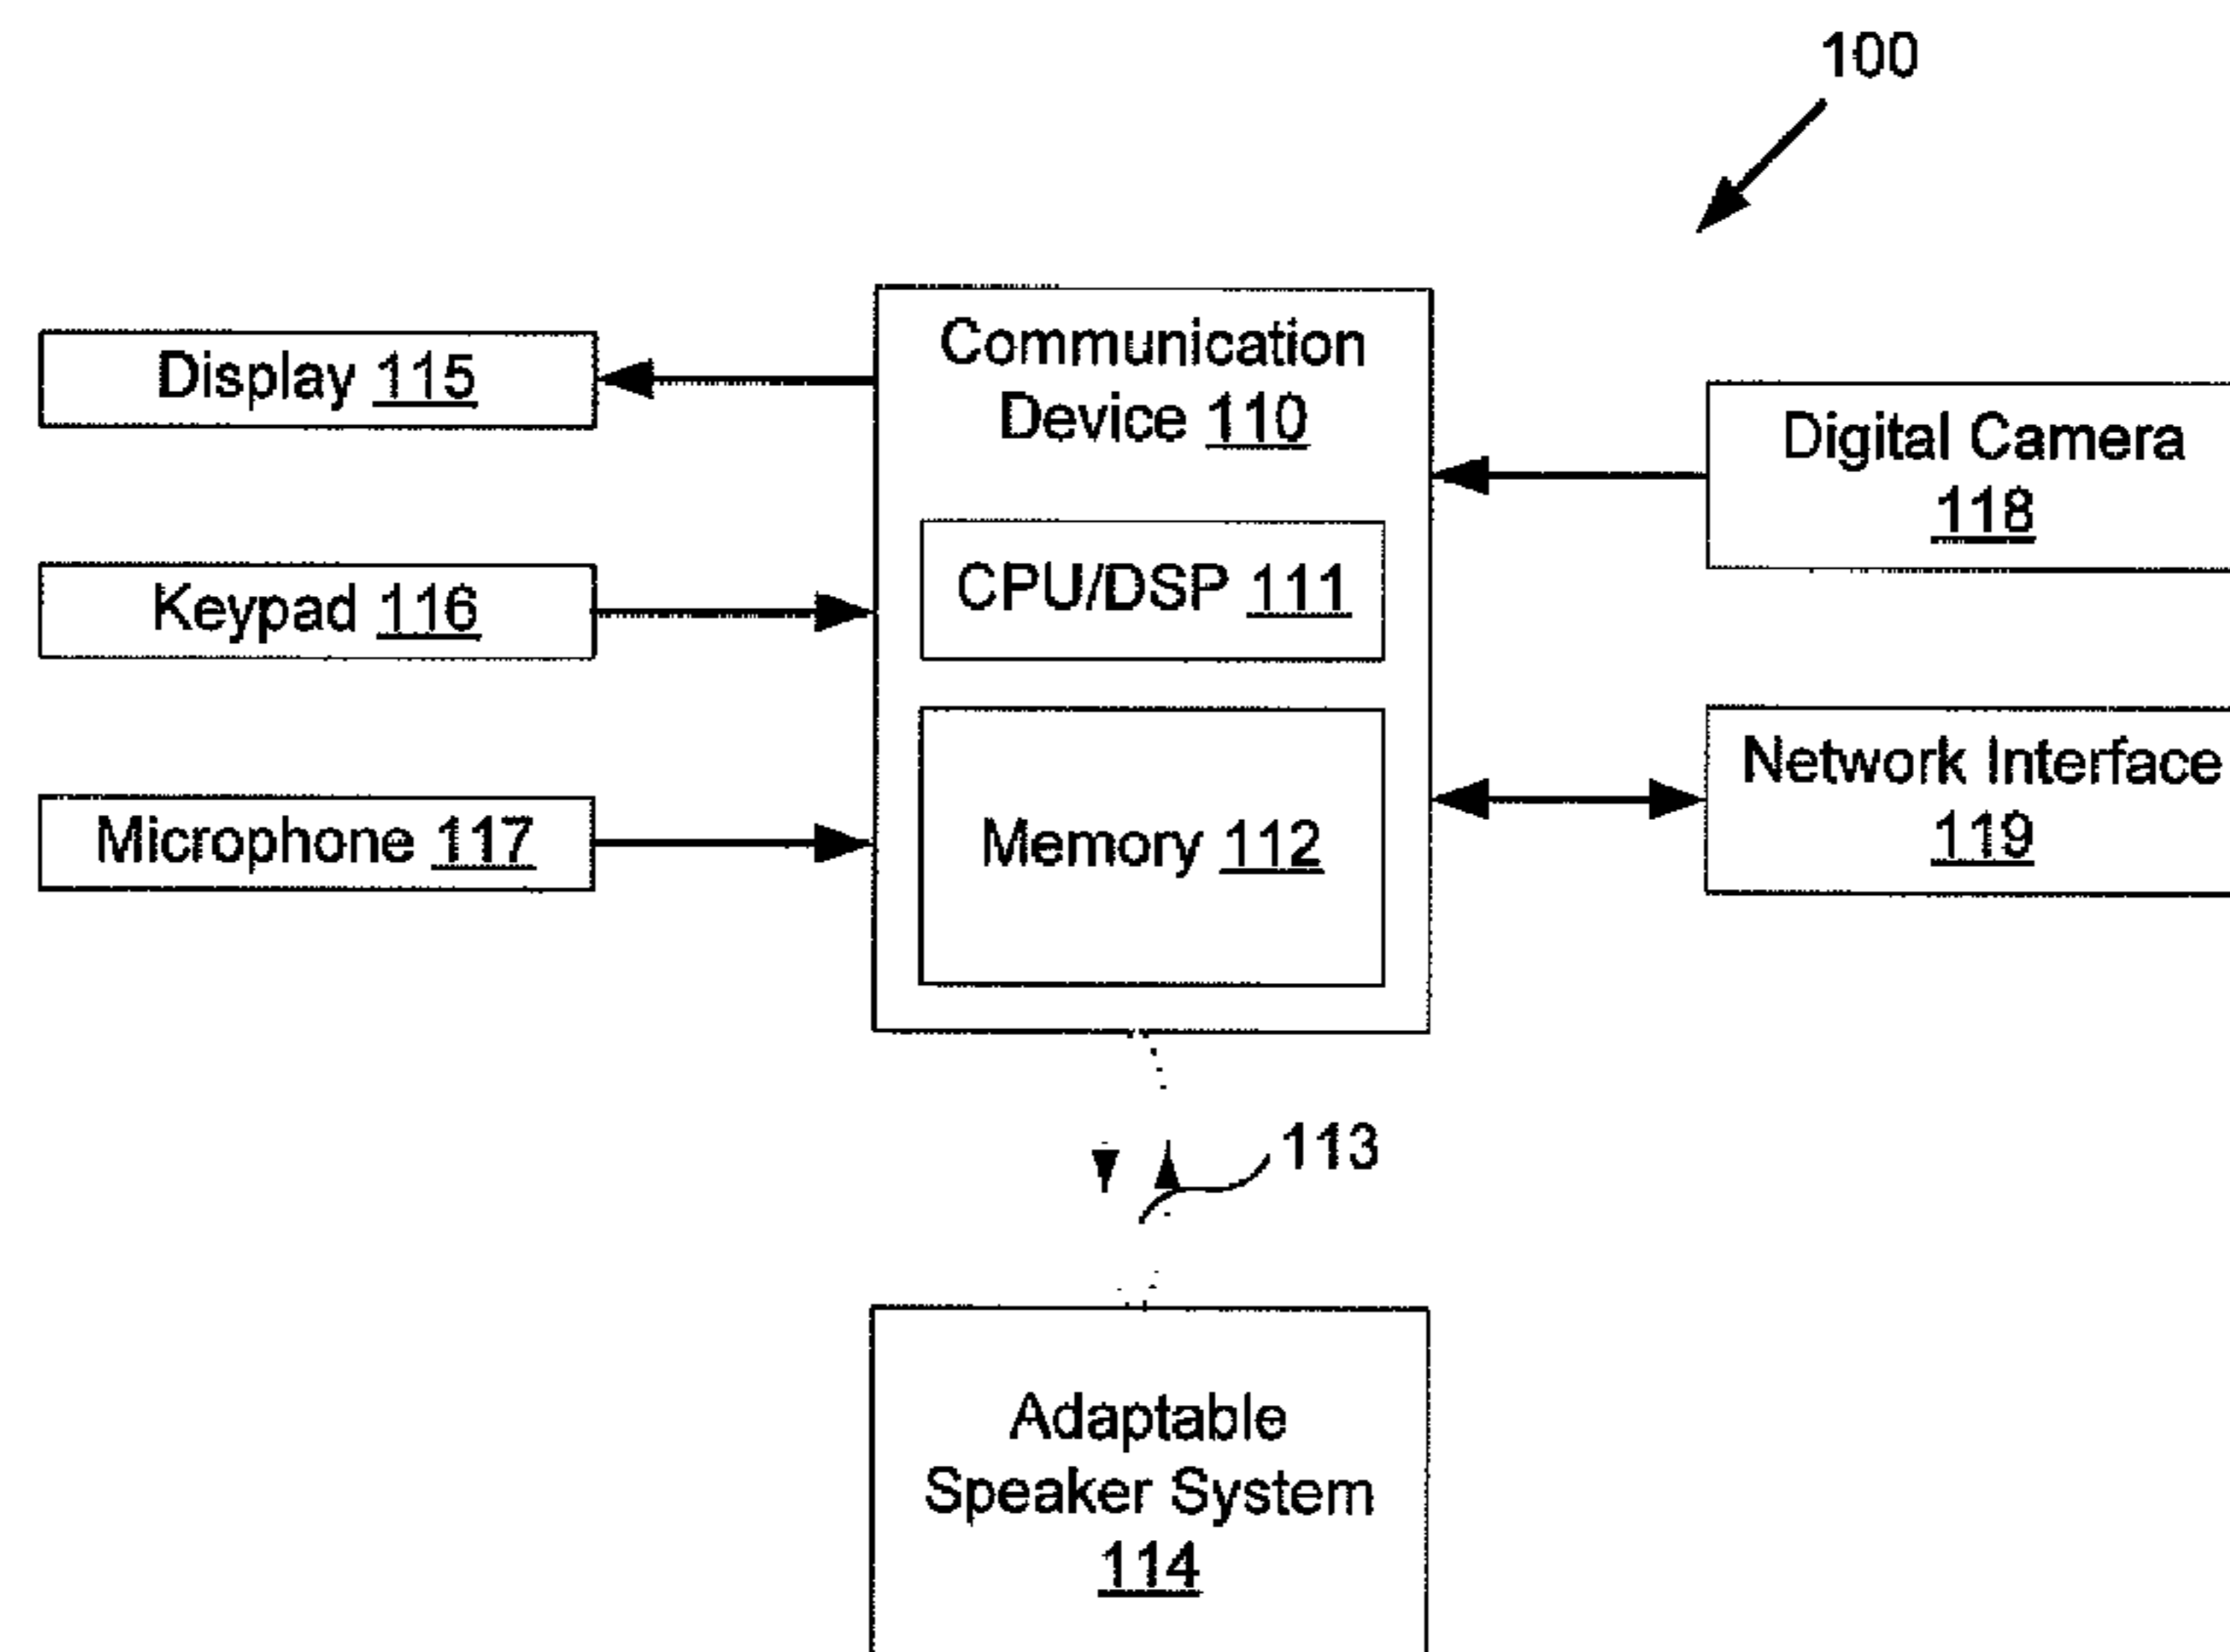 100
Communication
Device 110
Display 115
Digital Camera
118
CPU/DSP 111
Keypad 116
Network Interface
119
Microphone 117
Memory 112
113
Adaptable
Speaker System
114